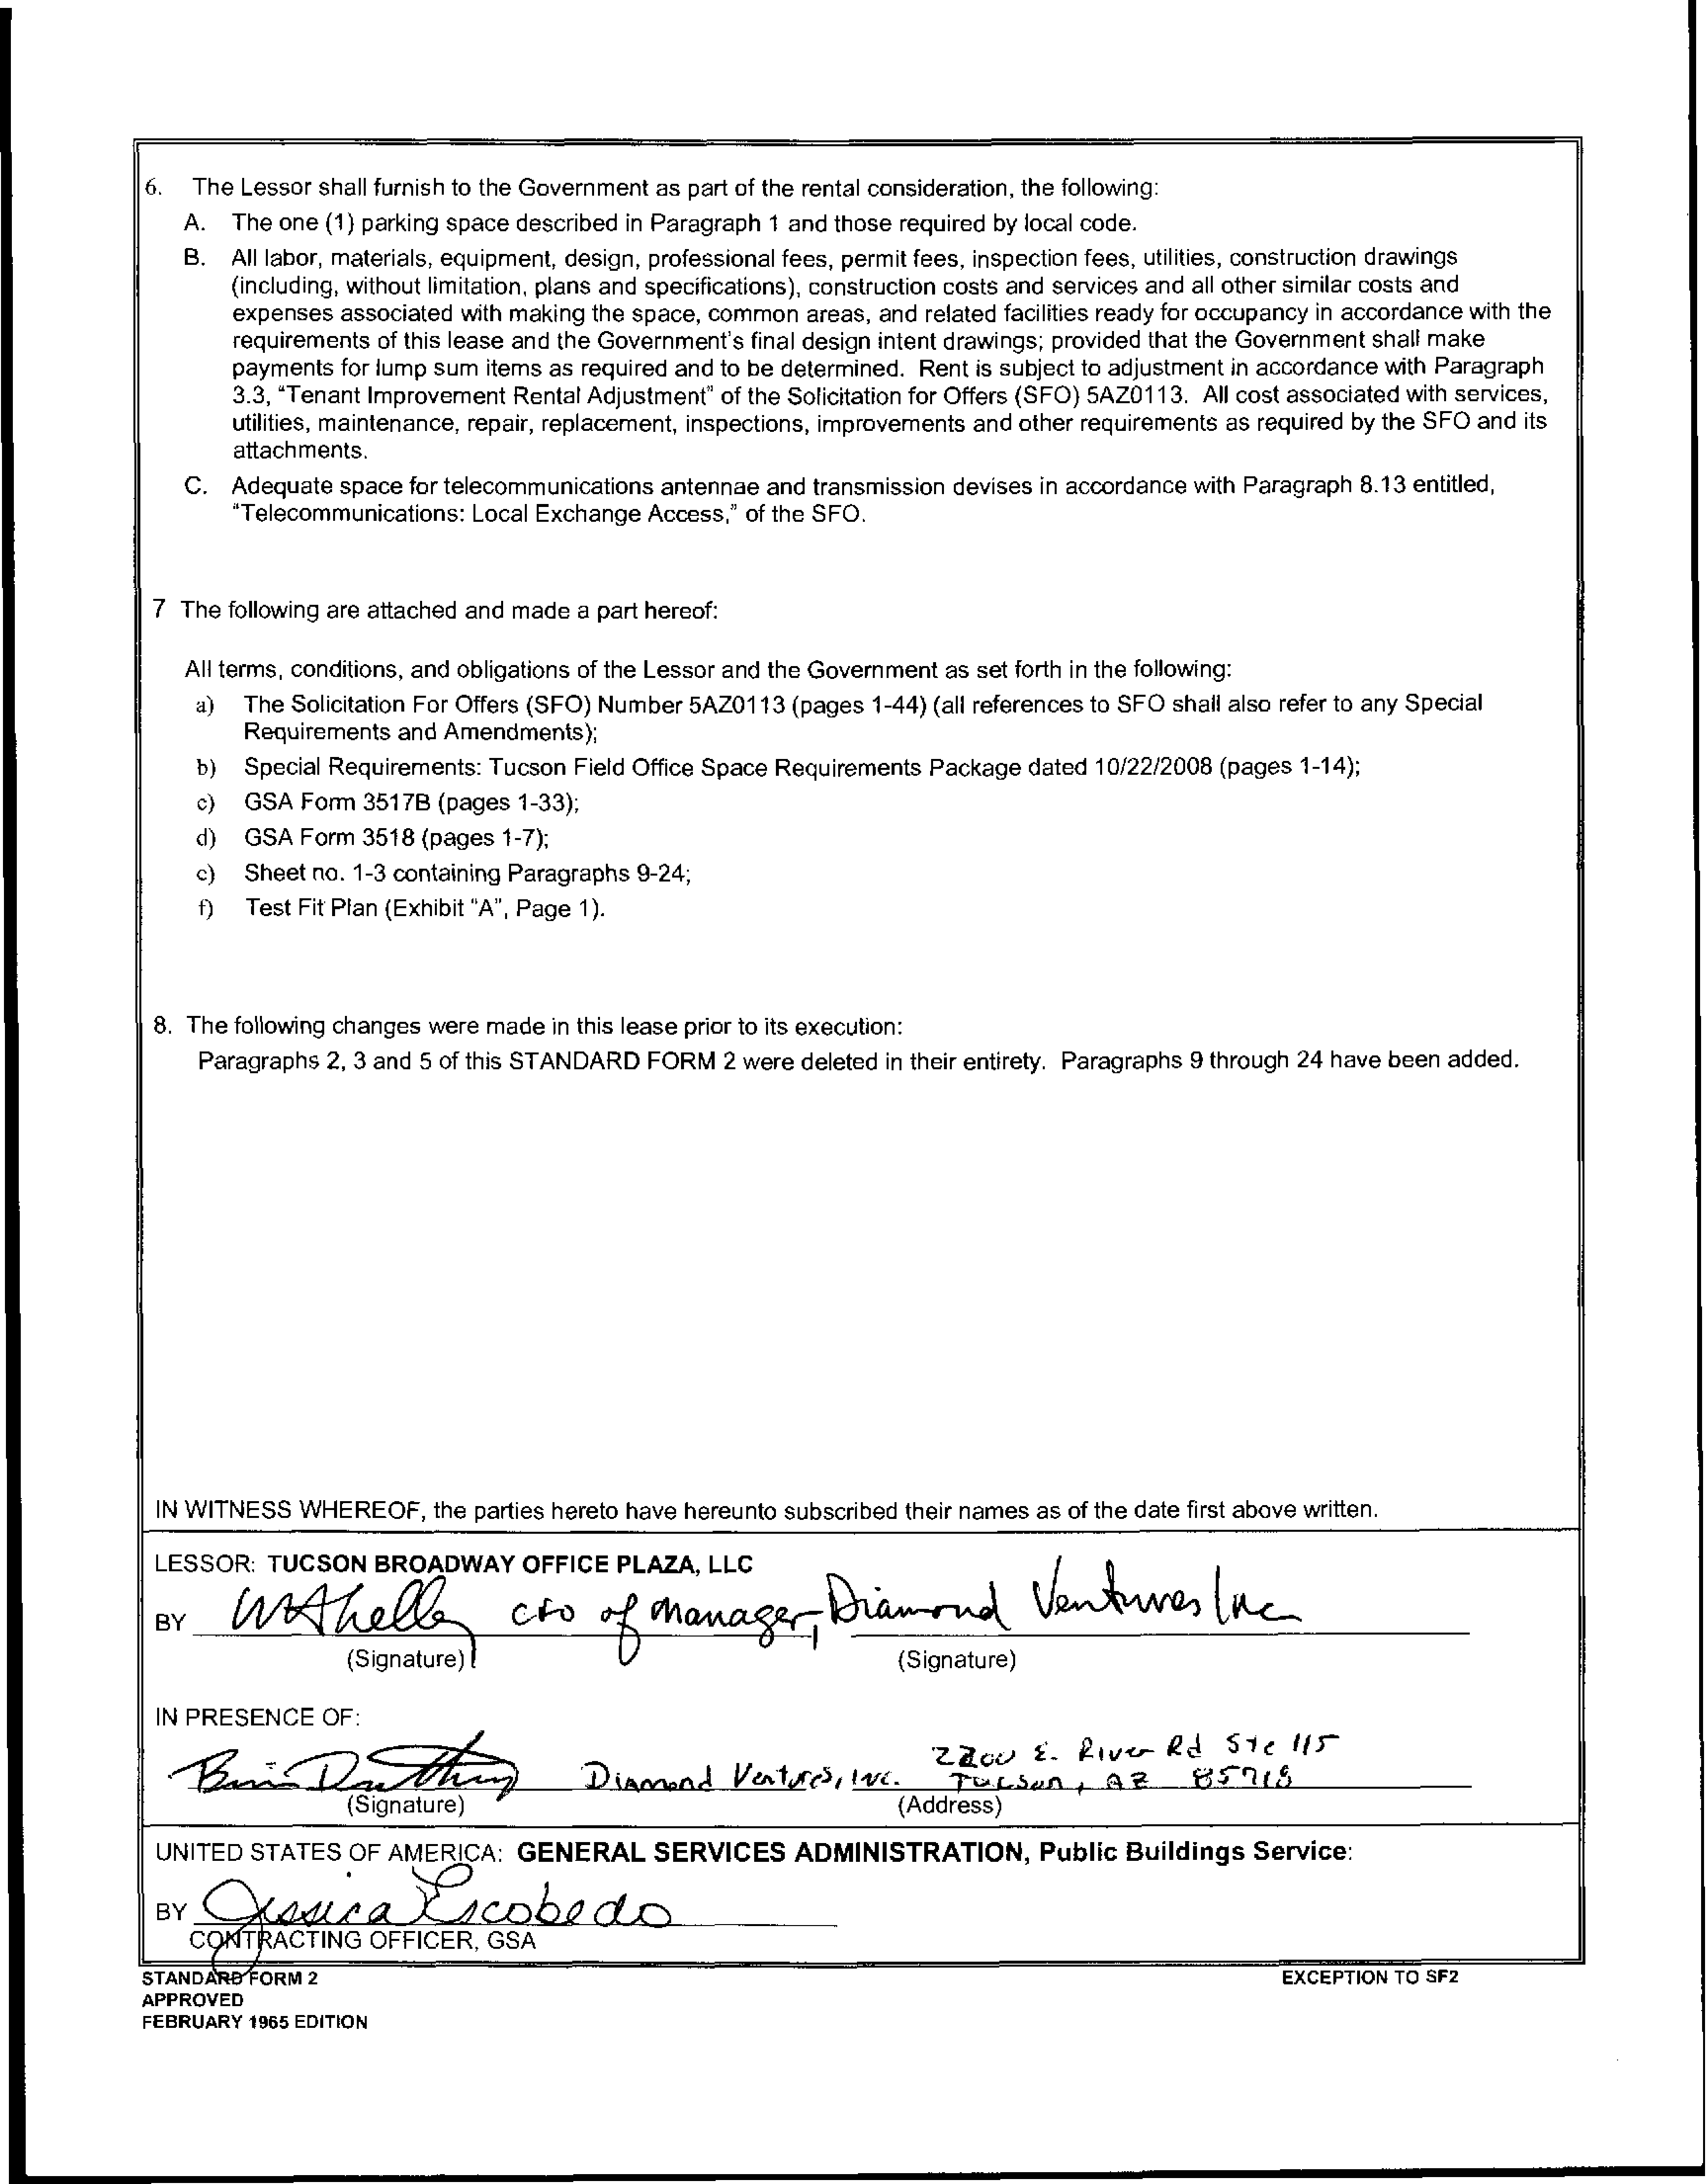 6. The Lessor shall furnish to the Government as part of the rental consideration, the following:
A. The one (1) parking space described in Paragraph 1 and those required by local code.
B. All labor, materials, equipment, design, professional fees, permit fees, inspection fees, utilities, construction drawings
(including, without limitation, plans and specifications), construction costs and services and all other similar costs and
expenses associated with making the space, common areas, and related facilities ready for occupancy in accordance with the
requirements of this lease and the Government's final design intent drawings; provided that the Government shall make
payments for lump sum items as required and to be determined. Rent is subject to adjustment in accordance with Paragraph
3.3, "Tenant Improvement Rental Adjustment" of the Solicitation for Offers (SFO) 5AZ0113. All cost associated with services,
utilities, maintenance, repair, replacement, inspections, improvements and other requirements as required by the SFO and its
attachments.
C. Adequate space for telecommunications antennae and transmission devises in accordance with Paragraph 8.13 entitled,
"Telecommunications: Local Exchange Access," of the SFO.
7 The following are attached and made a part hereof:
All terms, conditions, and obligations of the Lessor and the Government as set forth in the following:
a) The Solicitation For Offers (SFO) Number 5AZ0113 (pages 1-44) (all references to SFO shall also refer to any Special
Requirements and Amendments);
b) Special Requirements: Tucson Field Office Space Requirements Package dated 10/22/2008 (pages 1-14);
c) GSA Form 3517B (pages 1-33);
d) GSA Form 3518 (pages 1-7);
e) Sheet no. 1-3 containing Paragraphs 9-24;
f) Test Fit Plan (Exhibit "A", Page 1).
8. The following changes were made in this lease prior to its execution:
Paragraphs 2, 3 and 5 of this STANDARD FORM 2 were deleted in their entirety. Paragraphs 9 through 24 have been added.
IN WITNESS WHEREOF, the parties hereto have hereunto subscribed their names as of the date first above written.
LESSOR: TUCSON BROADWAY OFFICE PLAZA, LLC
BY of Manager, Diamond Ventures Inc
(Signature) (Signature)
IN PRESENCE OF:
2200 E. River Rd Ste 115
Diamond Ventures, Inc. Tucson, AZ 85718
(Signature) (Address)
UNITED STATES OF AMERICA: GENERAL SERVICES ADMINISTRATION, Public Buildings Service:
BY Jessica Escobedo
CONTRACTING OFFICER, GSA
STANDARD FORM 2 EXCEPTION TO SF2
APPROVED
FEBRUARY 1965 EDITION